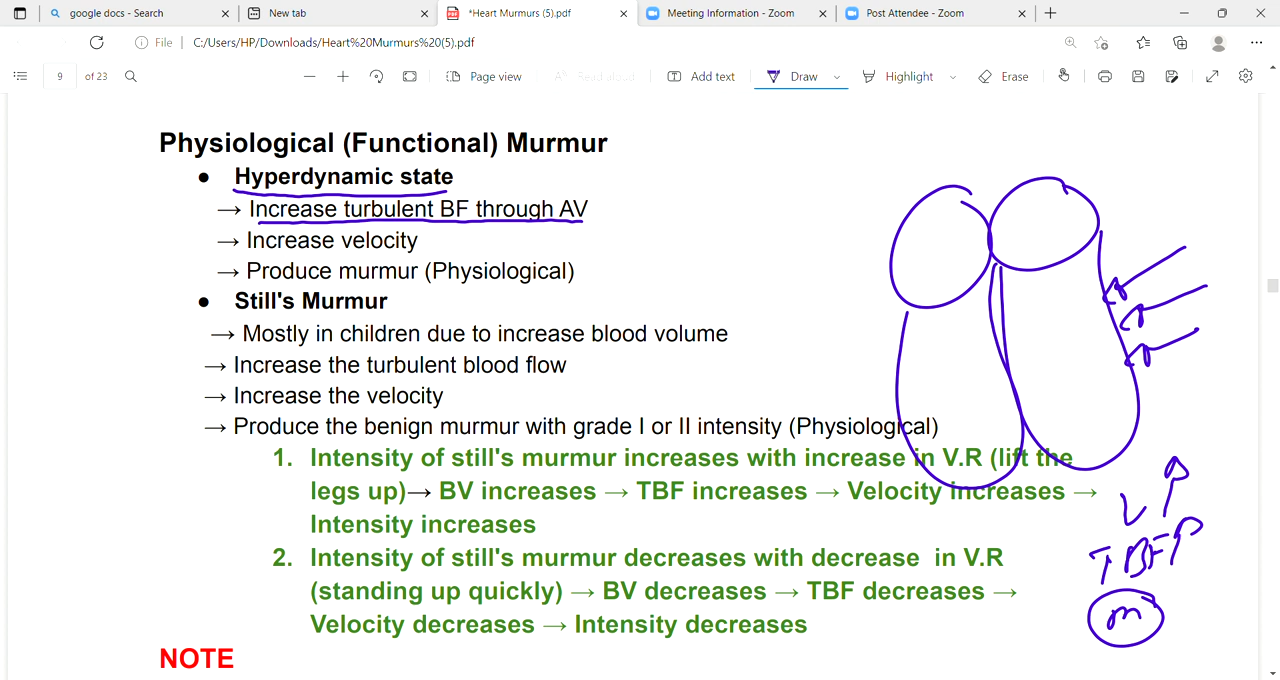 google docs - Search
New tab
*Heart Murmurs (5).pdf
Meeting Information - Zoom
Post Attendee - Zoom
File
C:/Users/HP/Downloads/Heart%20Murmurs%20(5).pdf
9 of 23
Page view
Read aloud
Add text
Draw
Highlight
Erase
Physiological (Functional) Murmur
● Hyperdynamic state
→ Increase turbulent BF through AV
→ Increase velocity
→ Produce murmur (Physiological)
● Still's Murmur
→ Mostly in children due to increase blood volume
→ Increase the turbulent blood flow
→ Increase the velocity
→ Produce the benign murmur with grade I or II intensity (Physiological)
1. Intensity of still's murmur increases with increase in V.R (lift the
legs up)→ BV increases → TBF increases → Velocity increases →
Intensity increases
2. Intensity of still's murmur decreases with decrease in V.R
(standing up quickly) → BV decreases → TBF decreases →
Velocity decreases → Intensity decreases
V ↑
TBF ↑
m
NOTE